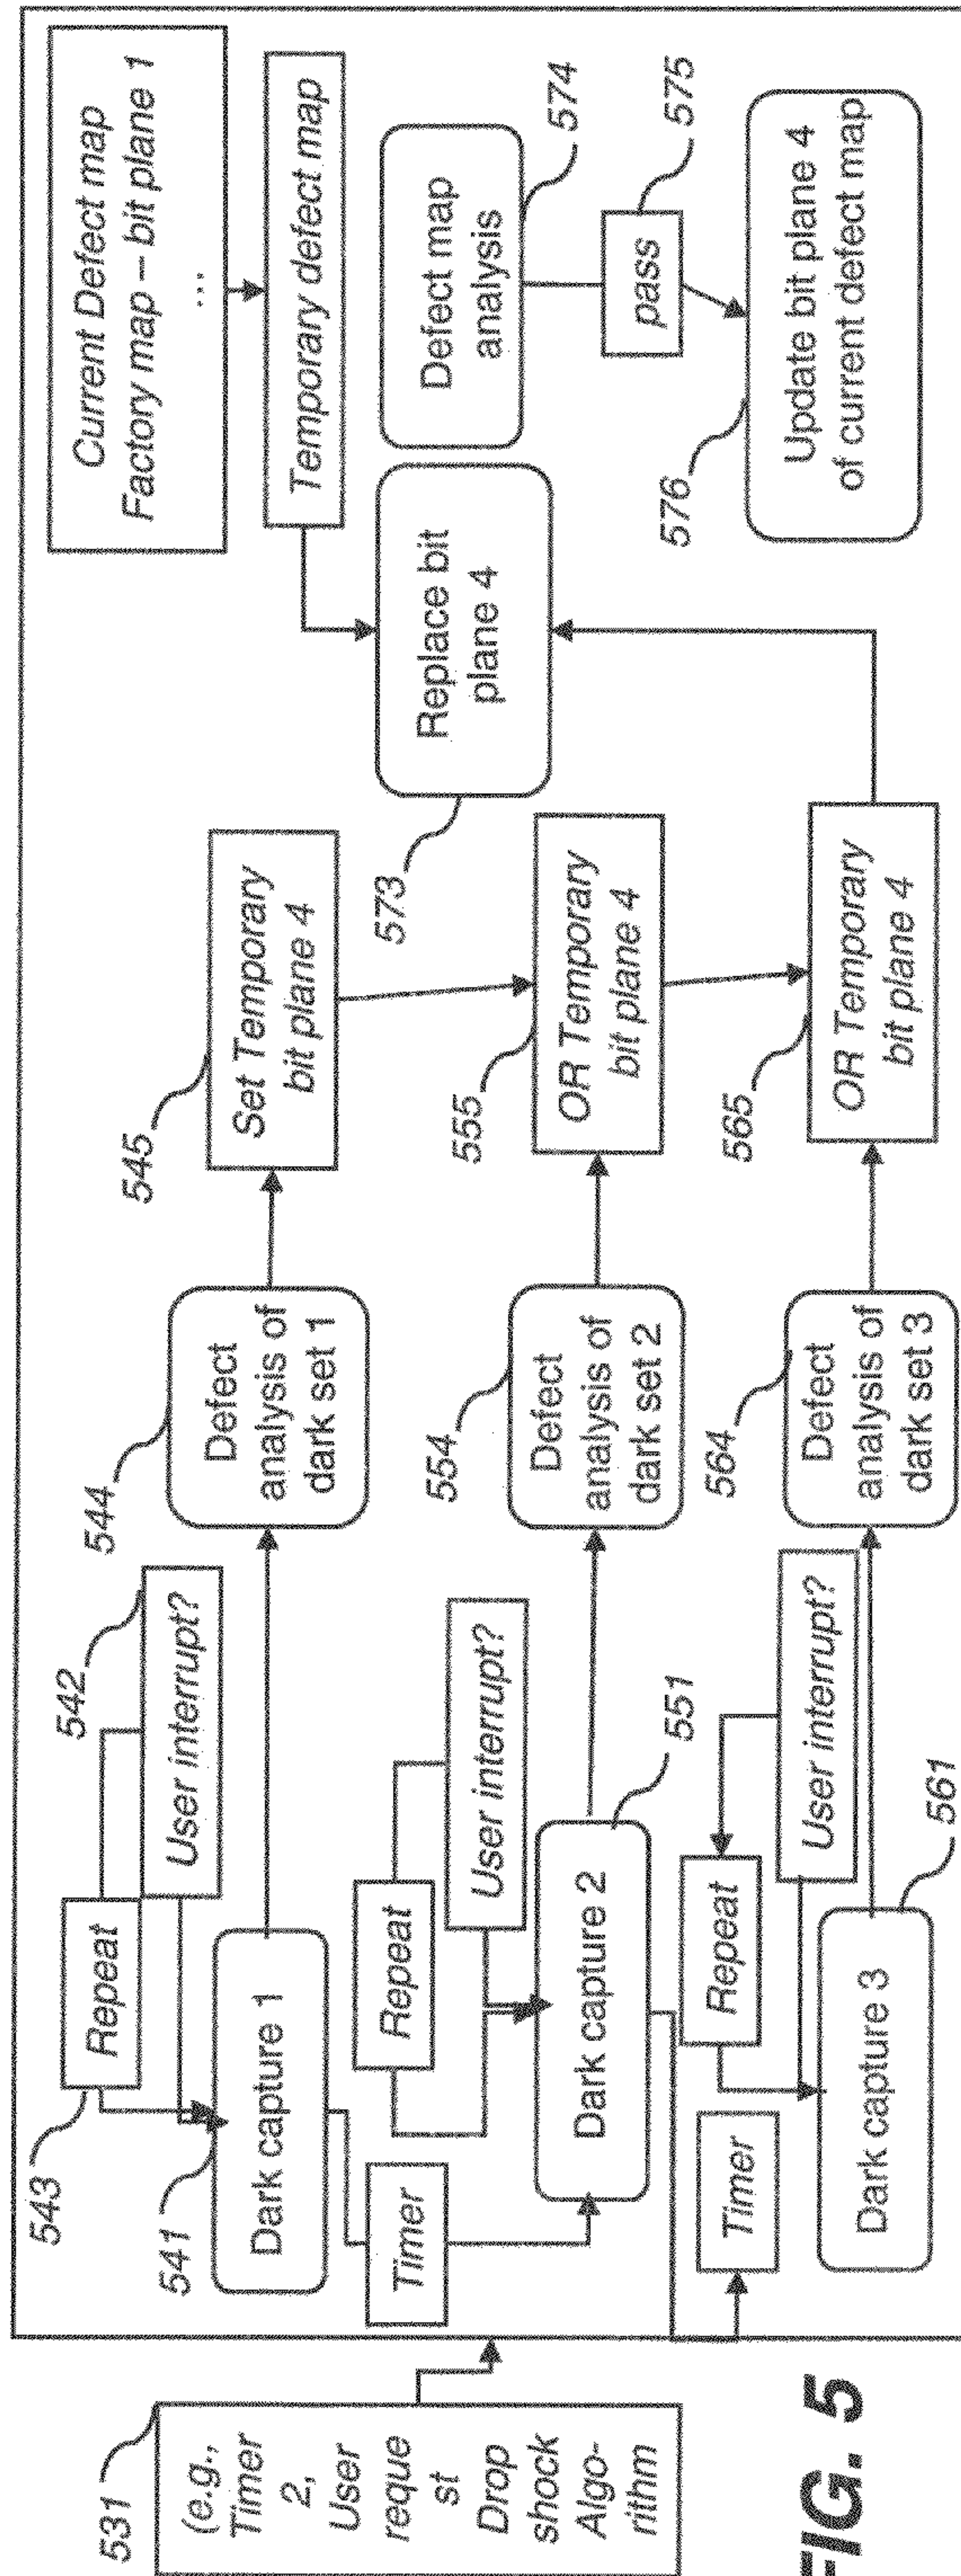 531
(e.g.,
Timer
2,
User
reque
st
Drop
shock
Algo-
rithm
543
Repeat
542
User interrupt?
541
Dark capture 1
544
Defect
analysis of
dark set 1
545
Set Temporary
bit plane 4
Timer
Repeat
User interrupt?
Dark capture 2
551
554
Defect
analysis of
dark set 2
555
OR Temporary
bit plane 4
Timer
Repeat
User interrupt?
Dark capture 3
561
564
Defect
analysis of
dark set 3
565
OR Temporary
bit plane 4
Current Defect map
Factory map – bit plane 1
...
Temporary defect map
573
Replace bit
plane 4
Defect map
analysis
574
pass
575
576
Update bit plane 4
of current defect map
FIG. 5